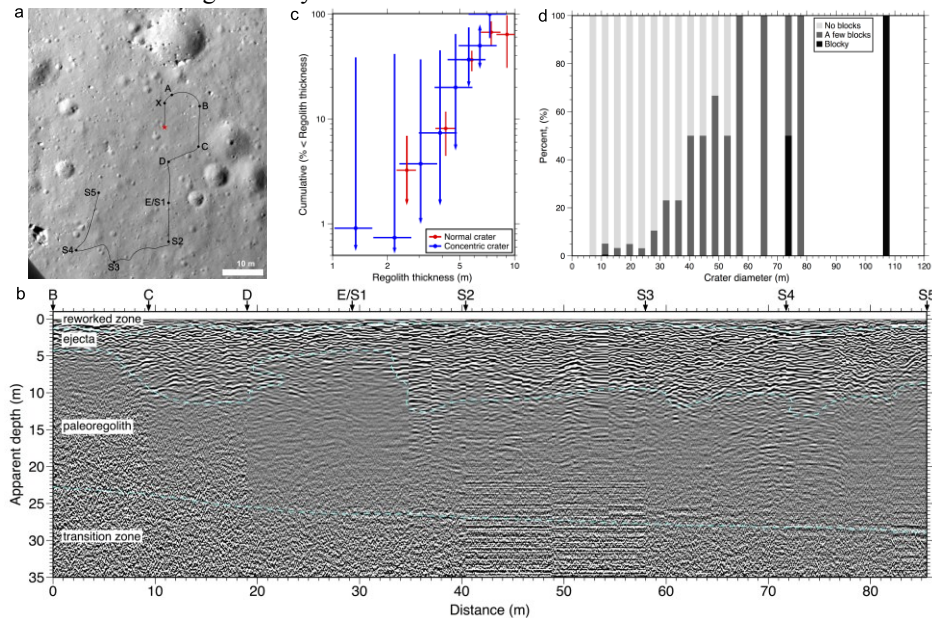 a
A
X
B
C
D
S5
E/S1
S4
S2
S3
10 m
c
Cumulative (% < Regolith thickness)
100
10
1
1
5
10
Regolith thickness (m)
Normal crater
Concentric crater
d
Percent, (%)
100
80
60
40
20
0
0 10 20 30 40 50 60 70 80 90 100 110 120
Crater diameter (m)
No blocks
A few blocks
Blocky
b
B C D E/S1 S2 S3 S4 S5
reworked zone
ejecta
paleoregolith
transition zone
Apparent depth (m)
0
5
10
15
20
25
30
35
0 10 20 30 40 50 60 70 80
Distance (m)